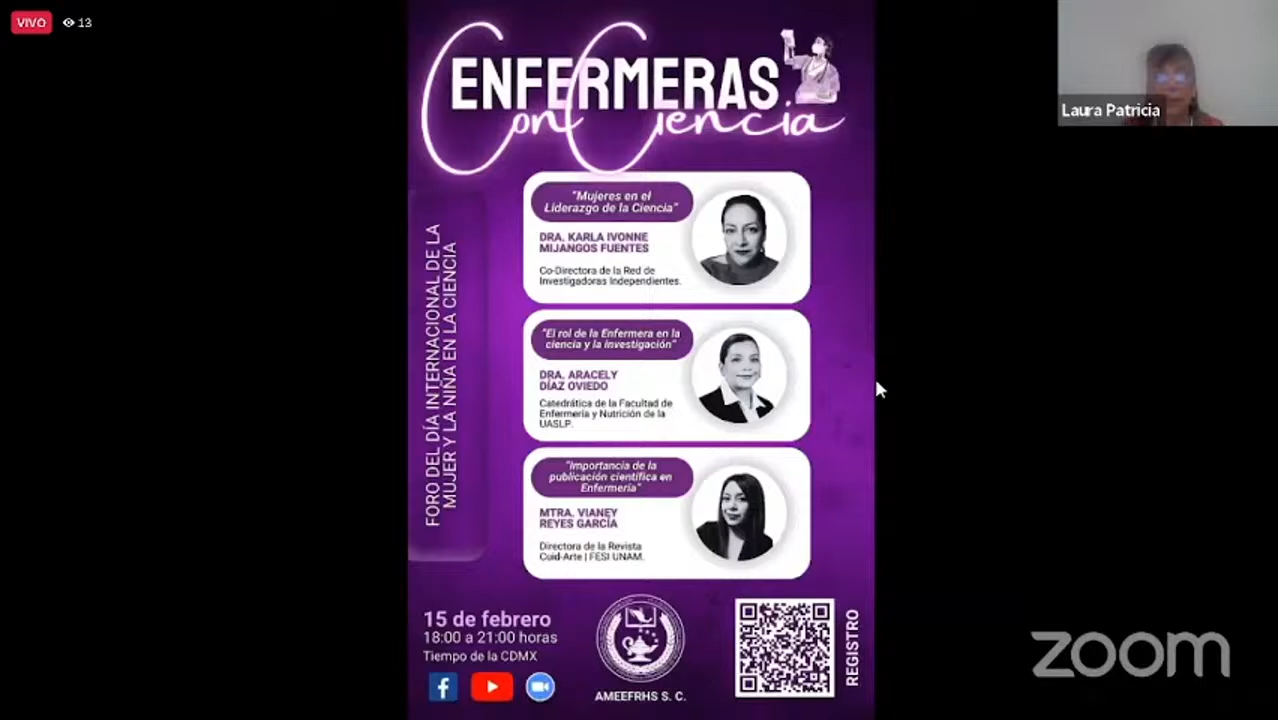 VIVO 13
Laura Patricia
ENFERMERAS
ConCiencia
FORO DEL DÍA INTERNACIONAL DE LA
MUJER Y LA NIÑA EN LA CIENCIA
"Mujeres en el
Liderazgo de la Ciencia"
DRA. KARLA IVONNE
MIJANGOS FUENTES
Co-Directora de la Red de
Investigadoras Independientes.
"El rol de la Enfermera en la
ciencia y la investigación"
DRA. ARACELY
DÍAZ OVIEDO
Catedrática de la Facultad de
Enfermería y Nutrición de la
UASLP.
"Importancia de la
publicación científica en
Enfermería"
MTRA. VIANEY
REYES GARCÍA
Directora de la Revista
Cuid-Arte | FESI UNAM.
15 de febrero
18:00 a 21:00 horas
Tiempo de la CDMX
AMEEFRHS S. C.
REGISTRO
zoom